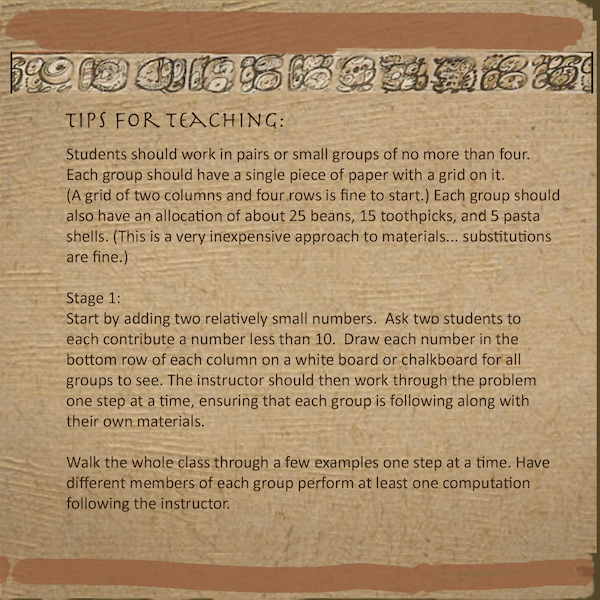 TIPS FOR TEACHING:
Students should work in pairs or small groups of no more than four.
Each group should have a single piece of paper with a grid on it.
(A grid of two columns and four rows is fine to start.) Each group should
also have an allocation of about 25 beans, 15 toothpicks, and 5 pasta
shells. (This is a very inexpensive approach to materials... substitutions
are fine.)
Stage 1:
Start by adding two relatively small numbers.  Ask two students to
each contribute a number less than 10.  Draw each number in the
bottom row of each column on a white board or chalkboard for all
groups to see. The instructor should then work through the problem
one step at a time, ensuring that each group is following along with
their own materials.
Walk the whole class through a few examples one step at a time. Have
different members of each group perform at least one computation
following the instructor.